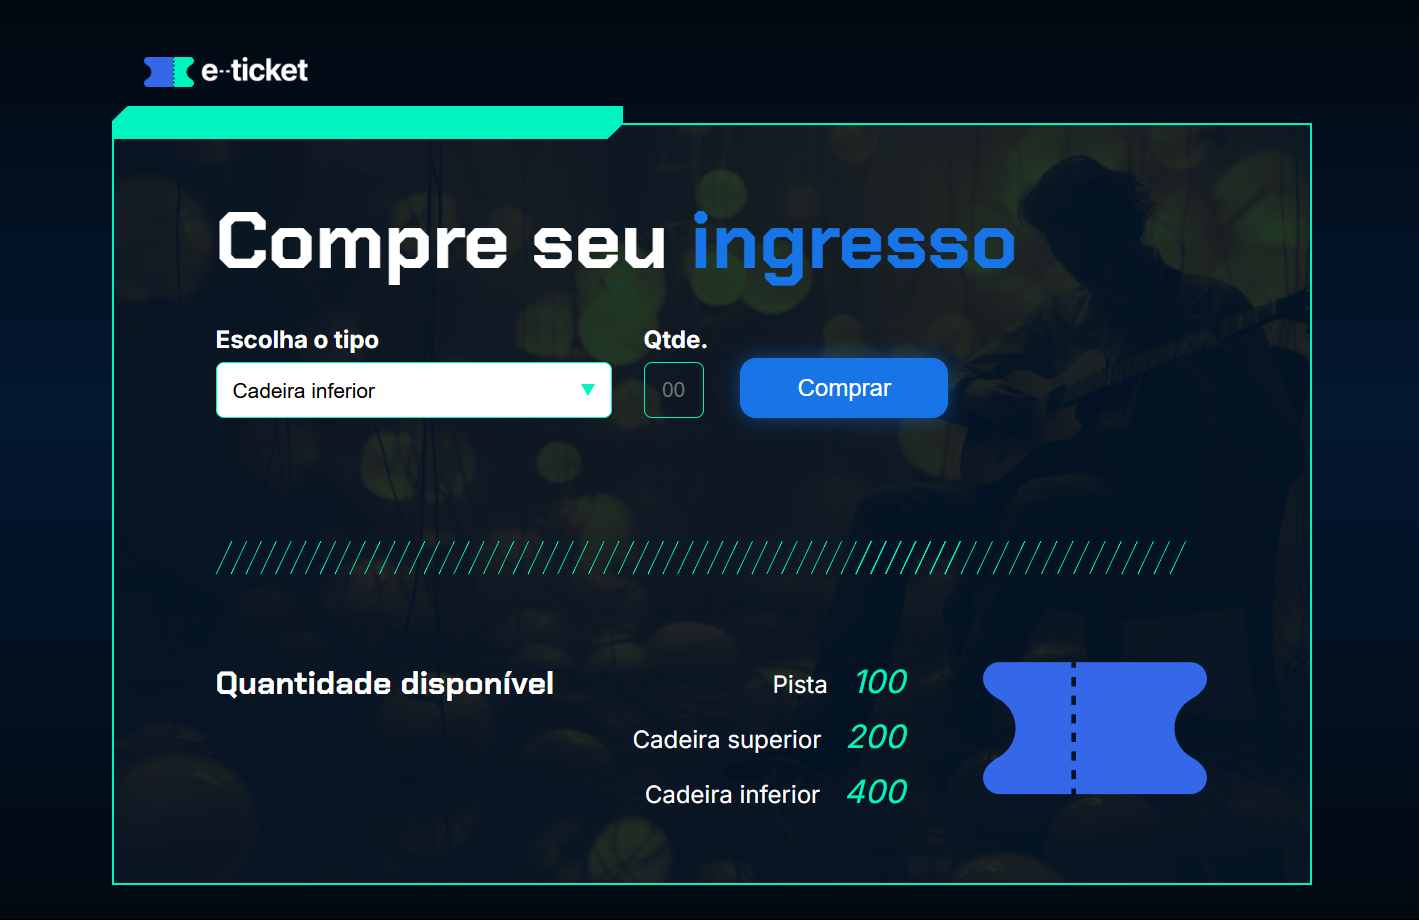 e--ticket
Compre seu ingresso
Escolha o tipo
Qtde.
Cadeira inferior
00
Comprar
Quantidade disponível
Pista 100
Cadeira superior 200
Cadeira inferior 400